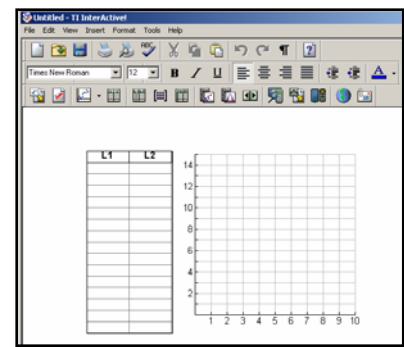 Untitled - TI InterActive!
File Edit View Insert Format Tools Help
Times New Roman 12 B I U A
L1 L2
14
12
10
8
6
4
2
1 2 3 4 5 6 7 8 9 10